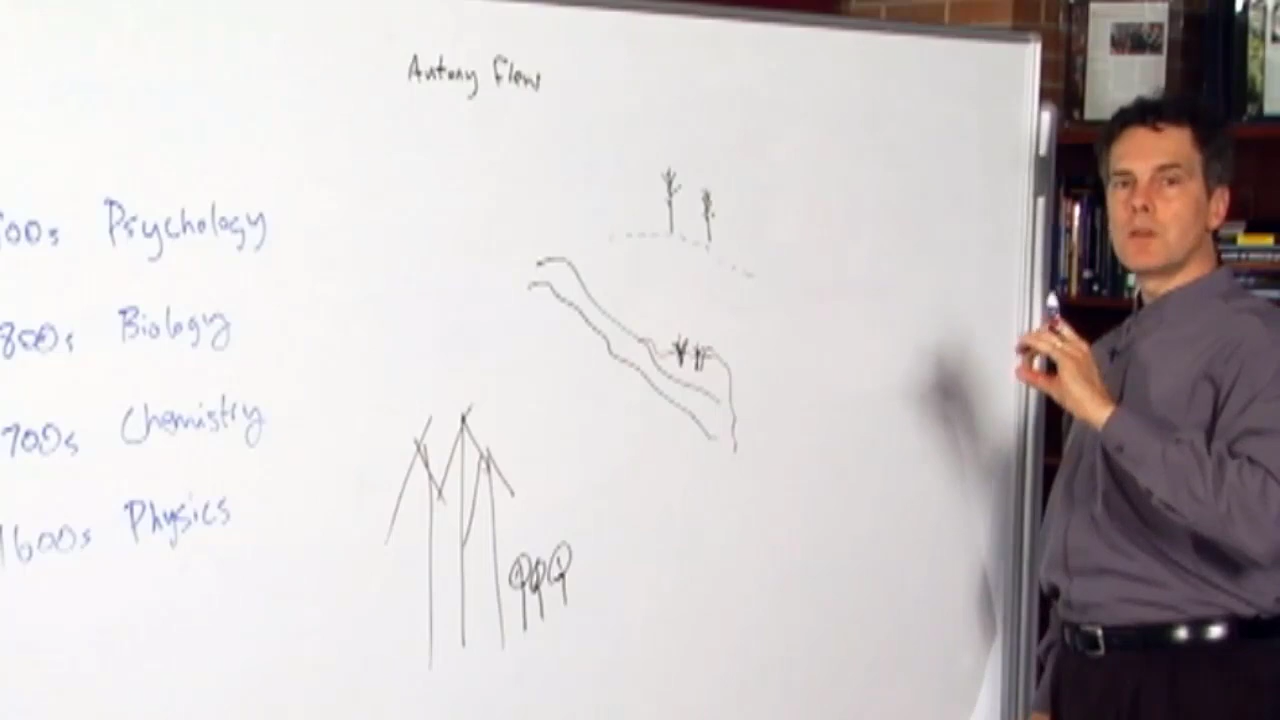 Antony Flew
00s Psychology
800s Biology
700s Chemistry
1600s Physics